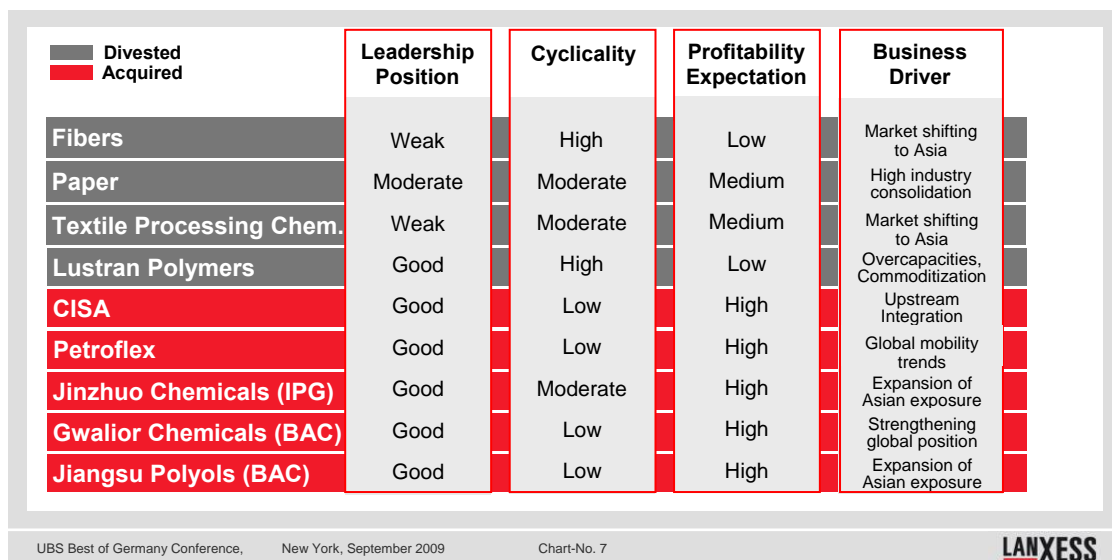 Divested
Acquired
Leadership
Position
Cyclicality
Profitability
Expectation
Business
Driver
Fibers Weak High Low Market shifting
to Asia
Paper Moderate Moderate Medium High industry
consolidation
Textile Processing Chem. Weak Moderate Medium Market shifting
to Asia
Lustran Polymers Good High Low Overcapacities,
Commoditization
CISA Good Low High Upstream
Integration
Petroflex Good Low High Global mobility
trends
Jinzhuo Chemicals (IPG) Good Moderate High Expansion of
Asian exposure
Gwalior Chemicals (BAC) Good Low High Strengthening
global position
Jiangsu Polyols (BAC) Good Low High Expansion of
Asian exposure
UBS Best of Germany Conference, New York, September 2009 Chart-No. 7
LANXESS